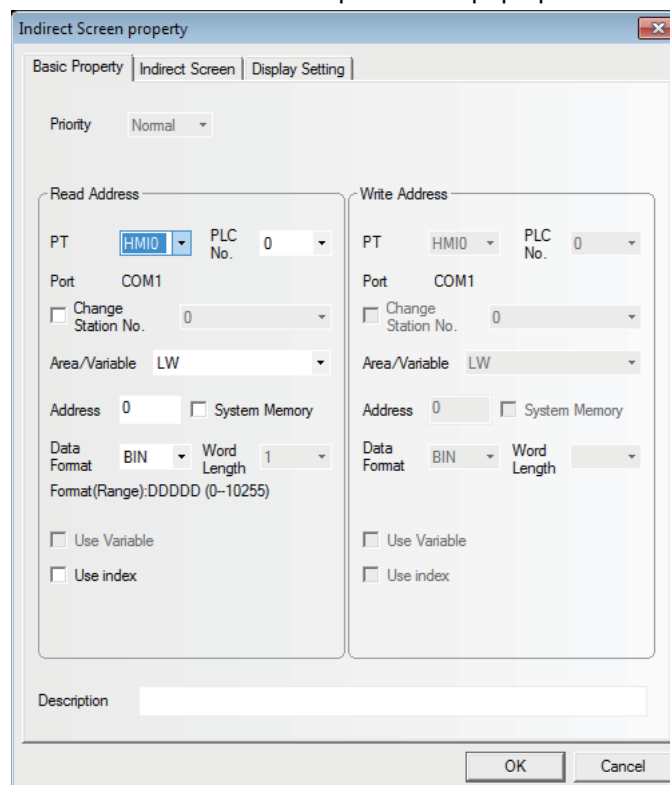 Indirect Screen property
Basic Property Indirect Screen Display Setting
Priority Normal
Read Address
PT HMI0 PLC No. 0
Port COM1
Change Station No. 0
Area/Variable LW
Address 0 System Memory
Data Format BIN Word Length 1
Format(Range):DDDDD (0--10255)
Use Variable
Use index
Write Address
PT HMI0 PLC No. 0
Port COM1
Change Station No. 0
Area/Variable LW
Address 0 System Memory
Data Format BIN Word Length
Use Variable
Use index
Description
OK Cancel